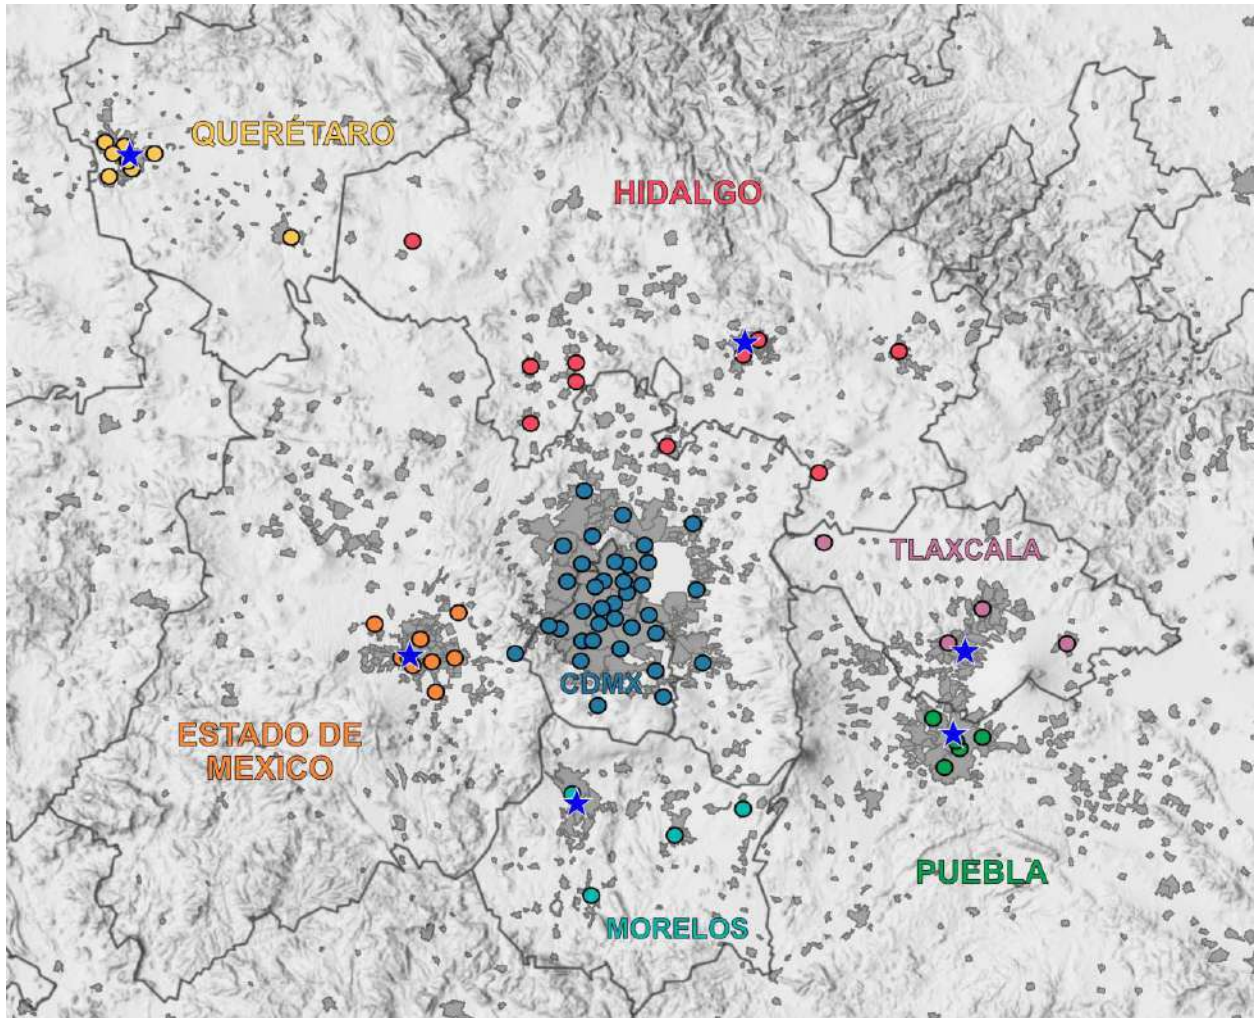 QUERÉTARO
HIDALGO
TLAXCALA
CDMX
ESTADO DE
MEXICO
PUEBLA
MORELOS